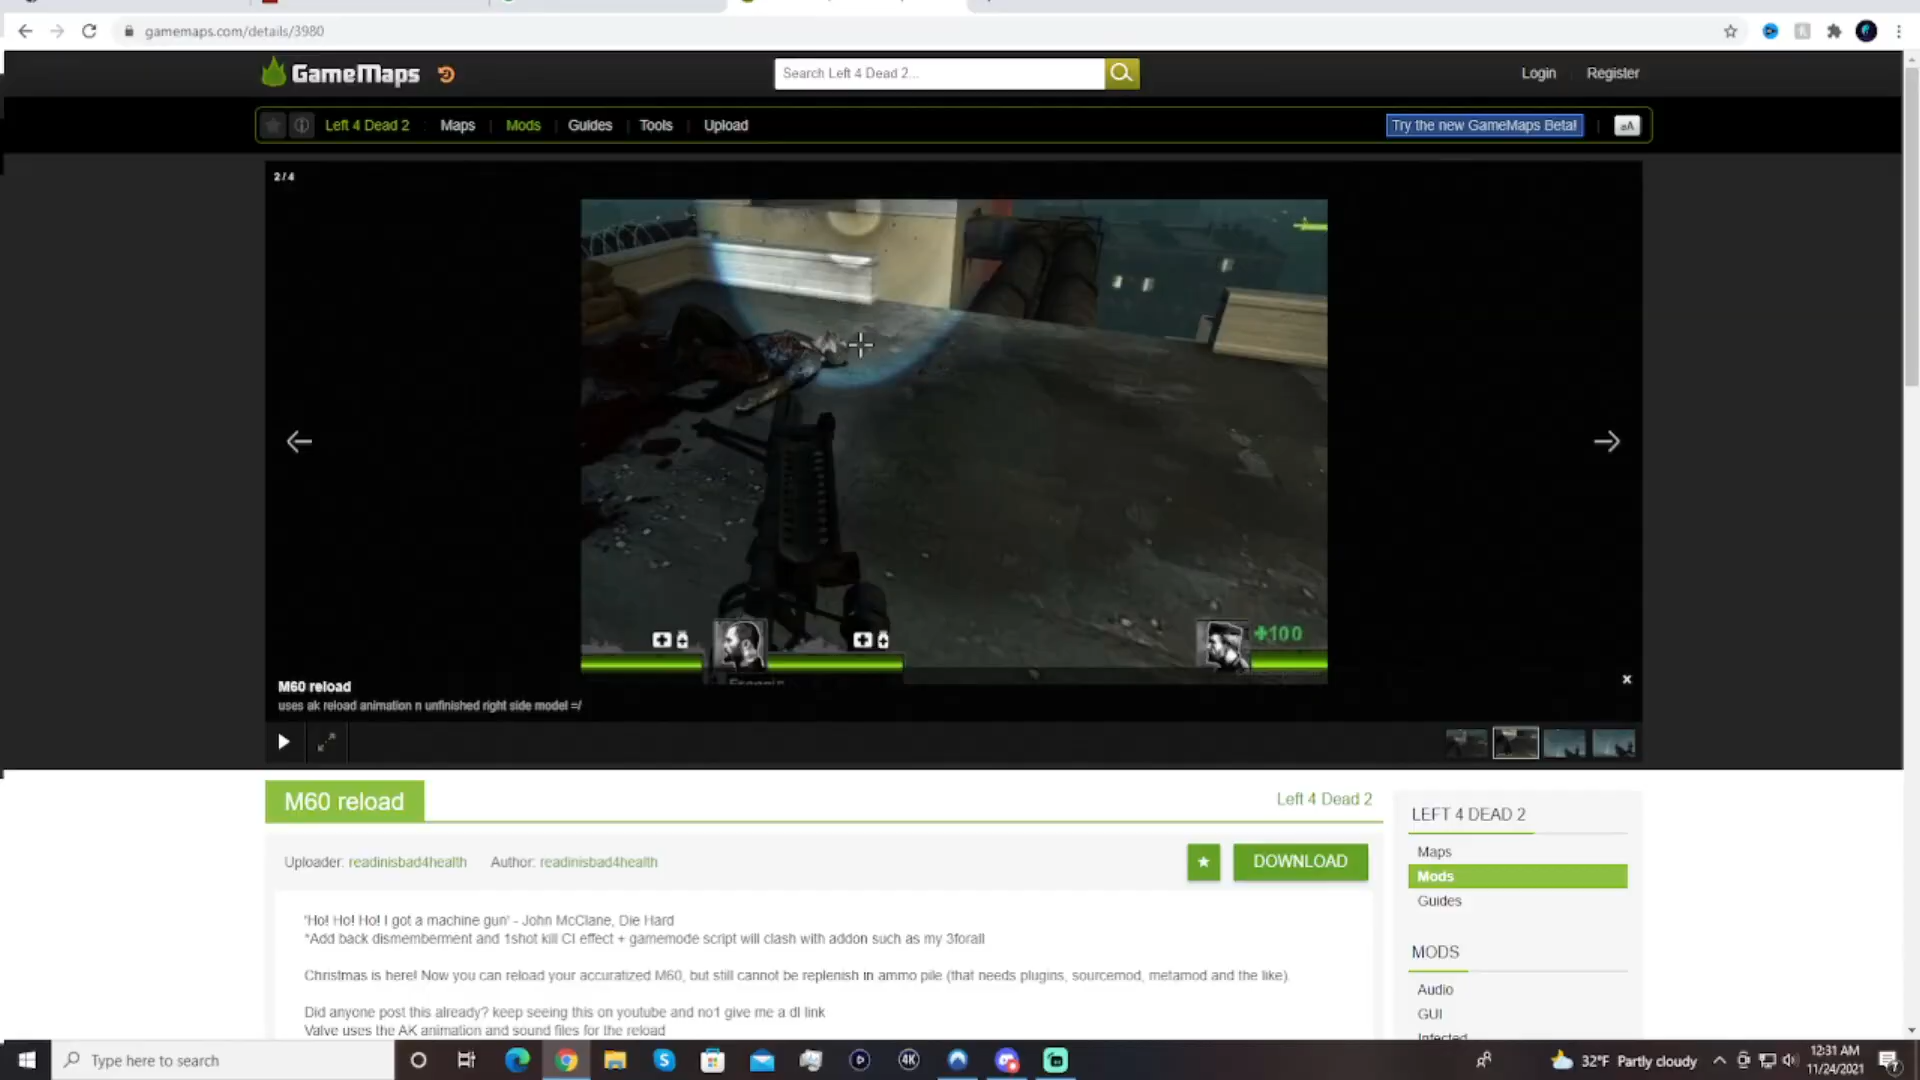 gamemaps.com/details/3980
GameMaps
Search Left 4 Dead 2...
Login
Register
Left 4 Dead 2
Maps
Mods
Guides
Tools
Upload
Try the new GameMaps Beta!
2 / 4
+100
M60 reload
uses ak reload animation n unfinished right side model =/
M60 reload
Left 4 Dead 2
Uploader: readinisbad4health
Author: readinisbad4health
DOWNLOAD
'Ho! Ho! Ho! I got a machine gun' - John McClane, Die Hard
*Add back dismemberment and 1shot kill CI effect + gamemode script will clash with addon such as my 3forall
Christmas is here! Now you can reload your accuratized M60, but still cannot be replenish in ammo pile (that needs plugins, sourcemod, metamod and the like).
Did anyone post this already? keep seeing this on youtube and no1 give me a dl link
Valve uses the AK animation and sound files for the reload
LEFT 4 DEAD 2
Maps
Mods
Guides
MODS
Audio
GUI
Infected
Type here to search
4K
32°F Partly cloudy
12:31 AM
11/24/2021